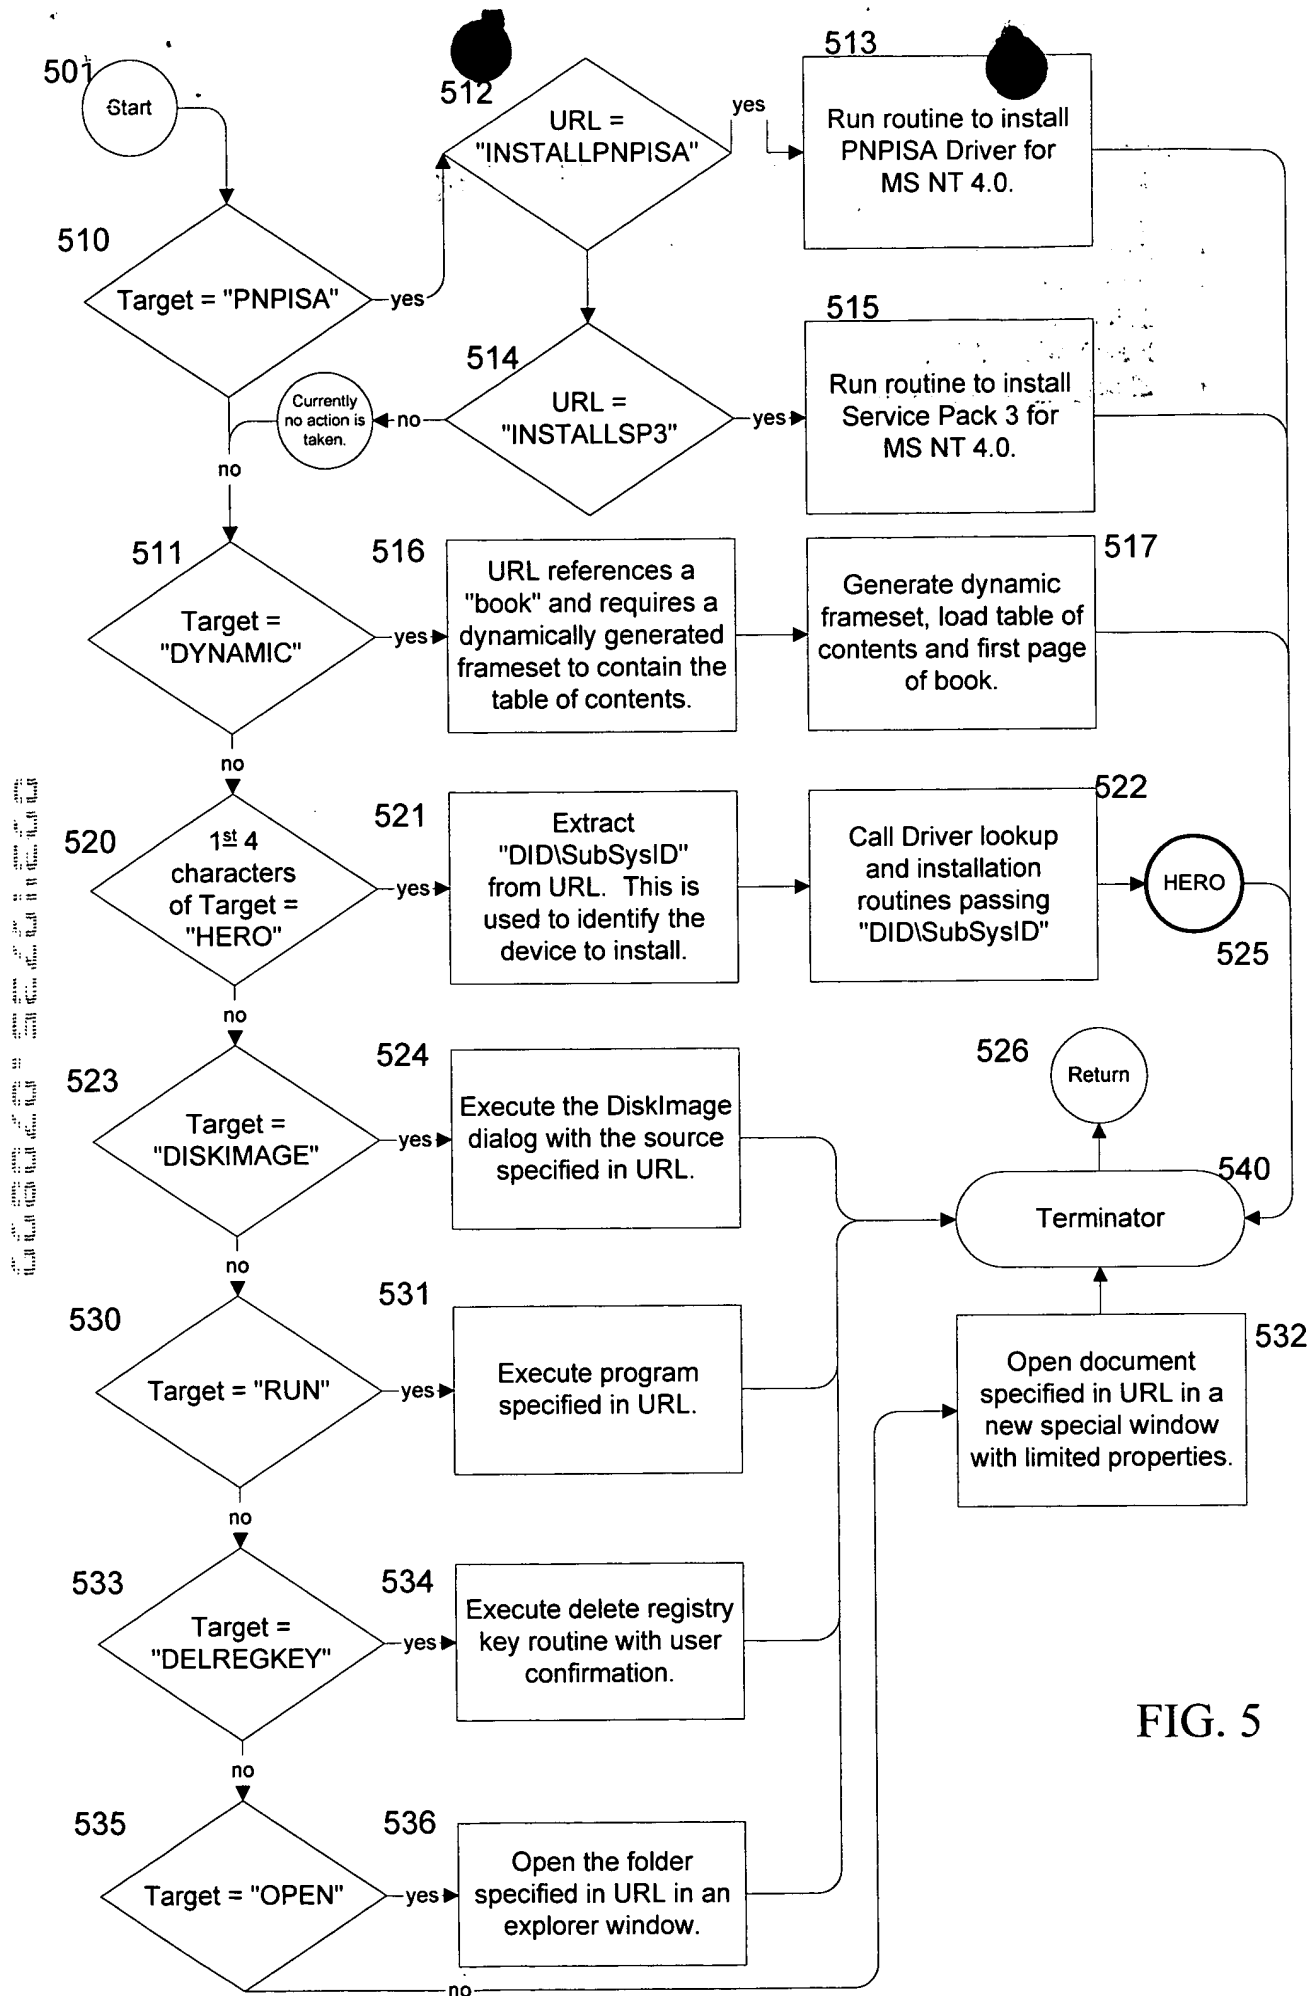 501
Start
512
URL =
"INSTALLPNPISA"
yes
513
Run routine to install
PNPISA Driver for
MS NT 4.0.
510
Target = "PNPISA"
yes
514
URL =
"INSTALLSP3"
yes
515
Run routine to install
Service Pack 3 for
MS NT 4.0.
Currently
no action is
taken.
no
no
511
Target =
"DYNAMIC"
yes
516
URL references a
"book" and requires a
dynamically generated
frameset to contain the
table of contents.
517
Generate dynamic
frameset, load table of
contents and first page
of book.
no
520
1st 4
characters
of Target =
"HERO"
yes
521
Extract
"DID\SubSysID"
from URL. This is
used to identify the
device to install.
522
Call Driver lookup
and installation
routines passing
"DID\SubSysID"
HERO
525
no
523
Target =
"DISKIMAGE"
yes
524
Execute the DiskImage
dialog with the source
specified in URL.
526
Return
540
Terminator
no
530
Target = "RUN"
yes
531
Execute program
specified in URL.
532
Open document
specified in URL in a
new special window
with limited properties.
no
533
Target =
"DELREGKEY"
yes
534
Execute delete registry
key routine with user
confirmation.
no
535
Target = "OPEN"
yes
536
Open the folder
specified in URL in an
explorer window.
no
FIG. 5